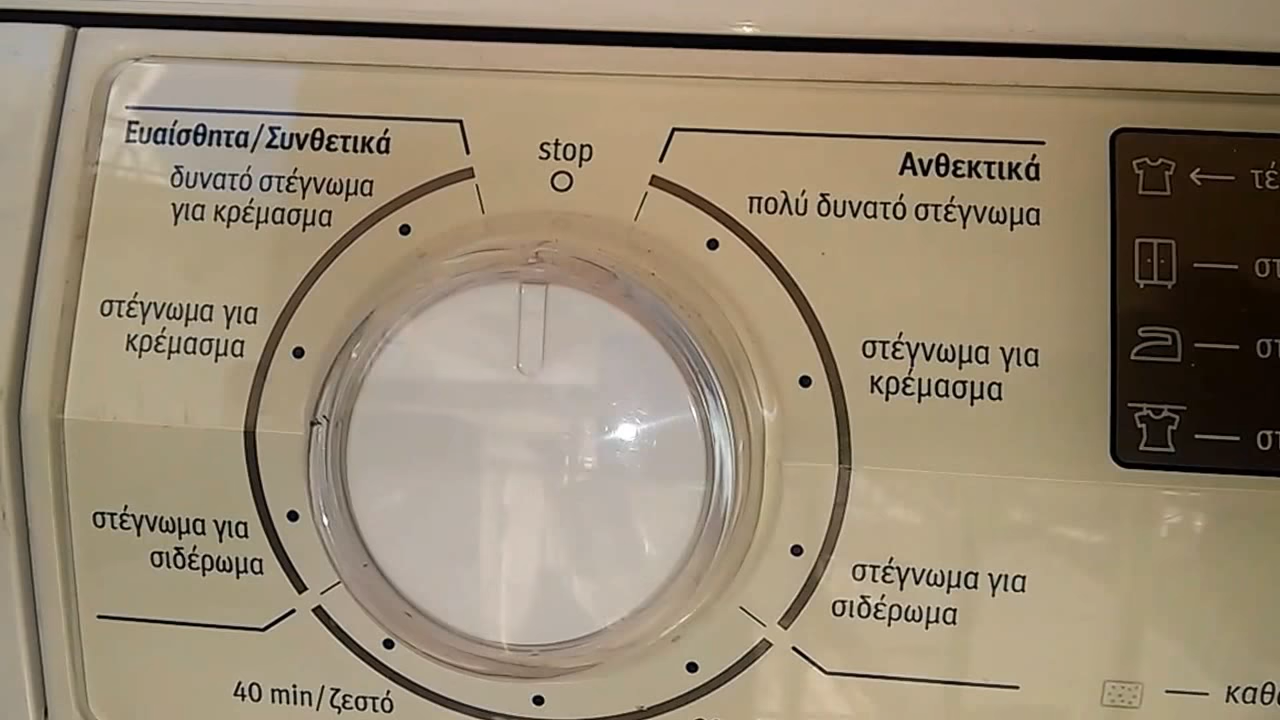 Ευαίσθητα/Συνθετικά
δυνατό στέγνωμα
για κρέμασμα
στέγνωμα για
κρέμασμα
στέγνωμα για
σιδέρωμα
40 min/ζεστό
stop
Ανθεκτικά
πολύ δυνατό στέγνωμα
στέγνωμα για
κρέμασμα
στέγνωμα για
σιδέρωμα